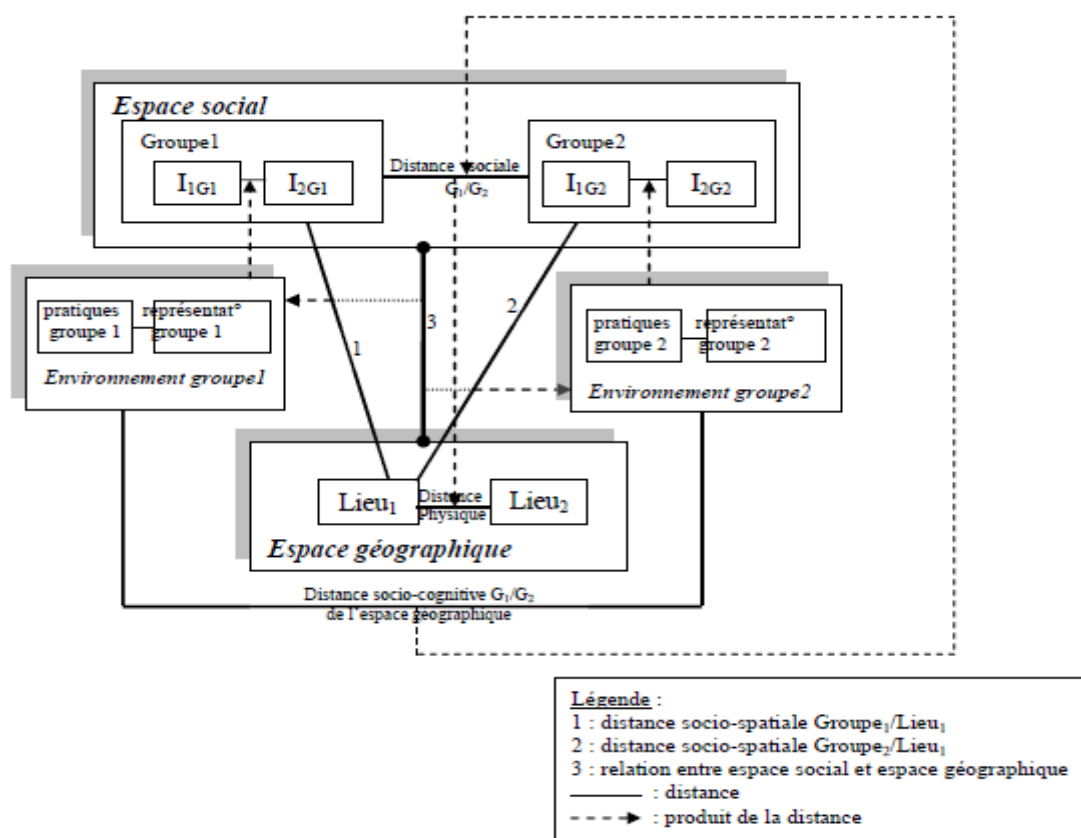 Espace social
Groupe1
I1G1
I2G1
Distance sociale
G1/G2
Groupe2
I1G2
I2G2
pratiques
groupe 1
représentat°
groupe 1
Environnement groupe1
1
3
2
pratiques
groupe 2
représentat°
groupe 2
Environnement groupe2
Lieu1
Distance
Physique
Lieu2
Espace géographique
Distance socio-cognitive G1/G2
de l'espace géographique
Légende :
1 : distance socio-spatiale Groupe1/Lieu1
2 : distance socio-spatiale Groupe2/Lieu1
3 : relation entre espace social et espace géographique
: distance
: produit de la distance